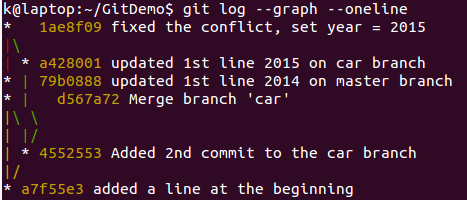 k@laptop:~/GitDemo$ git log --graph --oneline
*   1ae8f09 fixed the conflict, set year = 2015
|\
| * a428001 updated 1st line 2015 on car branch
* | 79b0888 updated 1st line 2014 on master branch
* |   d567a72 Merge branch 'car'
|\ \
| |/
| * 4552553 Added 2nd commit to the car branch
|/
* a7f55e3 added a line at the beginning